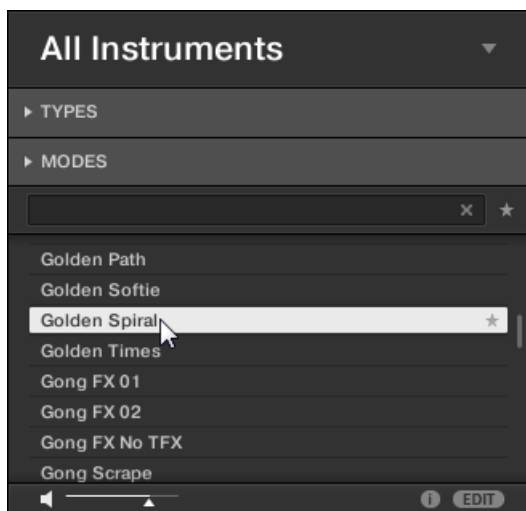 All Instruments
TYPES
MODES
Golden Path
Golden Softie
Golden Spiral
Golden Times
Gong FX 01
Gong FX 02
Gong FX No TFX
Gong Scrape
i EDIT